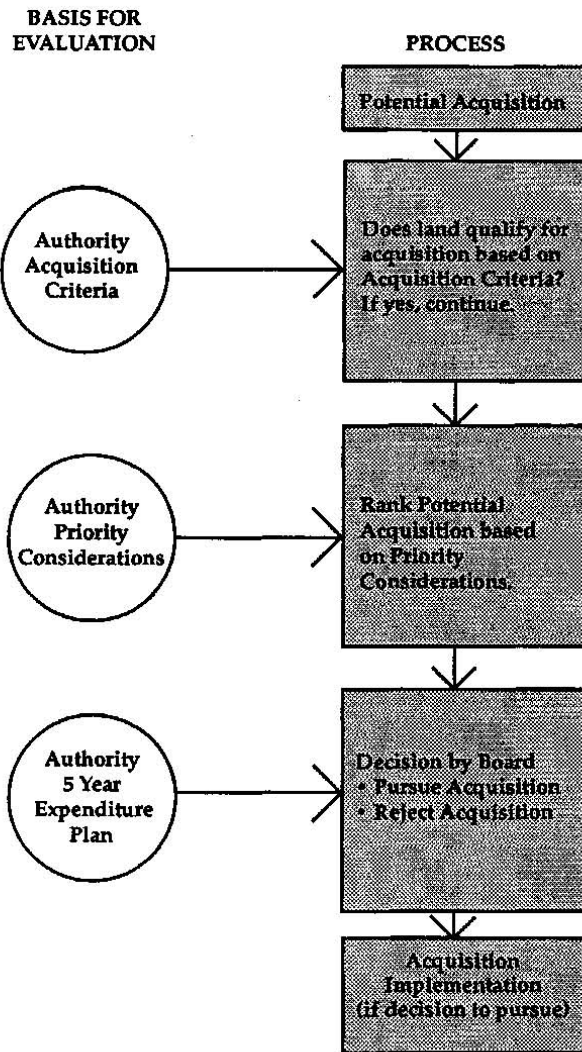 BASIS FOR
EVALUATION
PROCESS
Potential Acquisition
Authority
Acquisition
Criteria
Does land qualify for
acquisition based on
Acquisition Criteria?
If yes, continue.
Authority
Priority
Considerations
Rank Potential
Acquisition based
on Priority
Considerations.
Authority
5 Year
Expenditure
Plan
Decision by Board
• Pursue Acquisition
• Reject Acquisition
Acquisition
Implementation
(if decision to pursue)